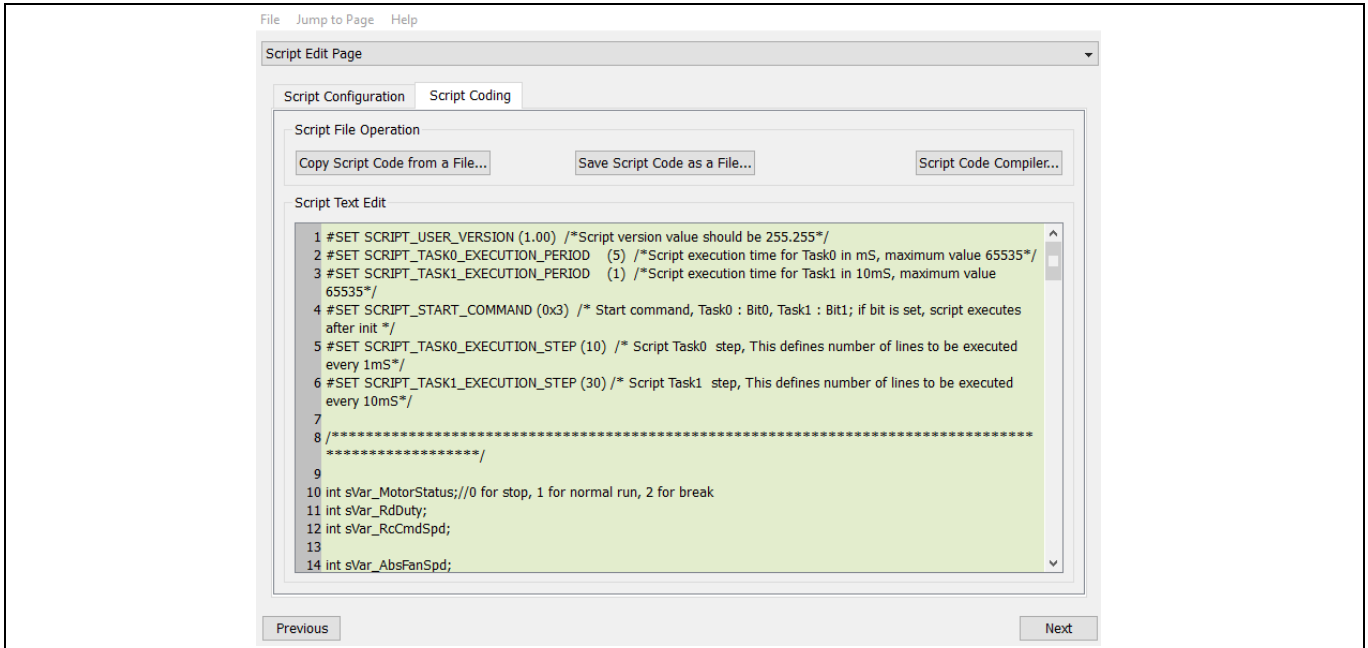 File Jump to Page Help
Script Edit Page
Script Configuration Script Coding
Script File Operation
Copy Script Code from a File... Save Script Code as a File... Script Code Compiler...
Script Text Edit
1 #SET SCRIPT_USER_VERSION (1.00) /*Script version value should be 255.255*/
2 #SET SCRIPT_TASK0_EXECUTION_PERIOD (5) /*Script execution time for Task0 in mS, maximum value 65535*/
3 #SET SCRIPT_TASK1_EXECUTION_PERIOD (1) /*Script execution time for Task1 in 10mS, maximum value
65535*/
4 #SET SCRIPT_START_COMMAND (0x3) /* Start command, Task0 : Bit0, Task1 : Bit1; if bit is set, script executes
after init */
5 #SET SCRIPT_TASK0_EXECUTION_STEP (10) /* Script Task0 step, This defines number of lines to be executed
every 1mS*/
6 #SET SCRIPT_TASK1_EXECUTION_STEP (30) /* Script Task1 step, This defines number of lines to be executed
every 10mS*/
7
8 /**********************************************************************************
******************/
9
10 int sVar_MotorStatus;//0 for stop, 1 for normal run, 2 for break
11 int sVar_RdDuty;
12 int sVar_RcCmdSpd;
13
14 int sVar_AbsFanSpd;
Previous Next